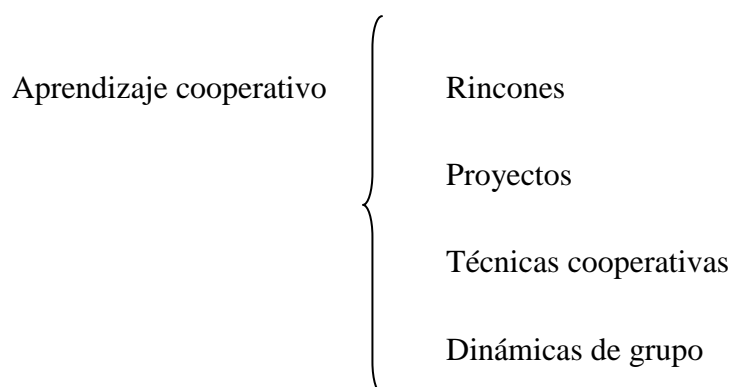 Aprendizaje cooperativo
Rincones
Proyectos
Técnicas cooperativas
Dinámicas de grupo